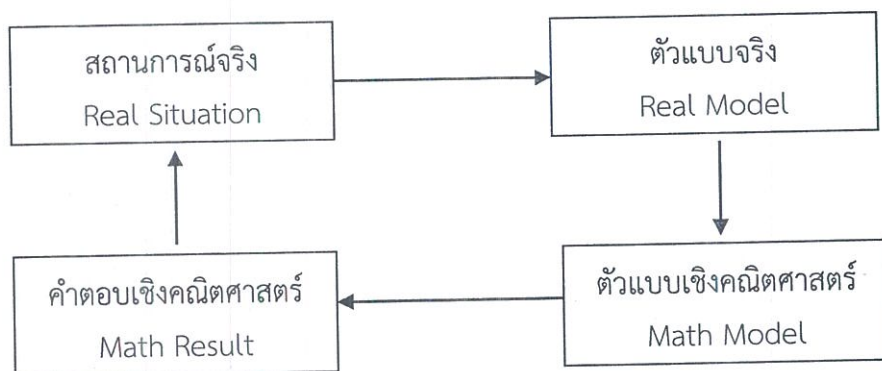 สถานการณ์จริง
Real Situation
ตัวแบบจริง
Real Model
คำตอบเชิงคณิตศาสตร์
Math Result
ตัวแบบเชิงคณิตศาสตร์
Math Model